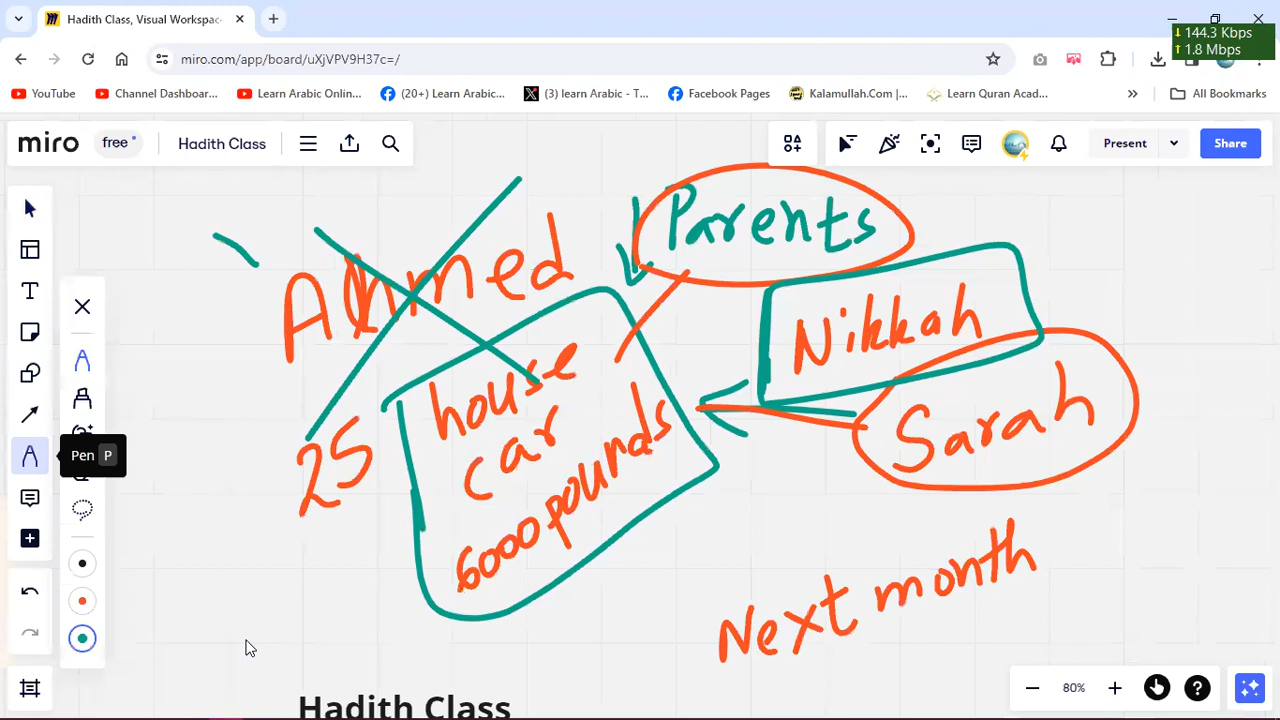 Hadith Class, Visual Workspac
144.3 Kbps
1.8 Mbps
miro.com/app/board/uXjVPV9H37c=/
YouTube
Channel Dashboar...
Learn Arabic Onlin...
(20+) Learn Arabic...
(3) learn Arabic - T...
Facebook Pages
Kalamullah.Com |...
Learn Quran Acad...
All Bookmarks
miro
free
Hadith Class
Present
Share
Parents
Ahmed
Nikkah
house
Sarah
25
car
6000 pounds
Pen P
Next month
Hadith Class
80%